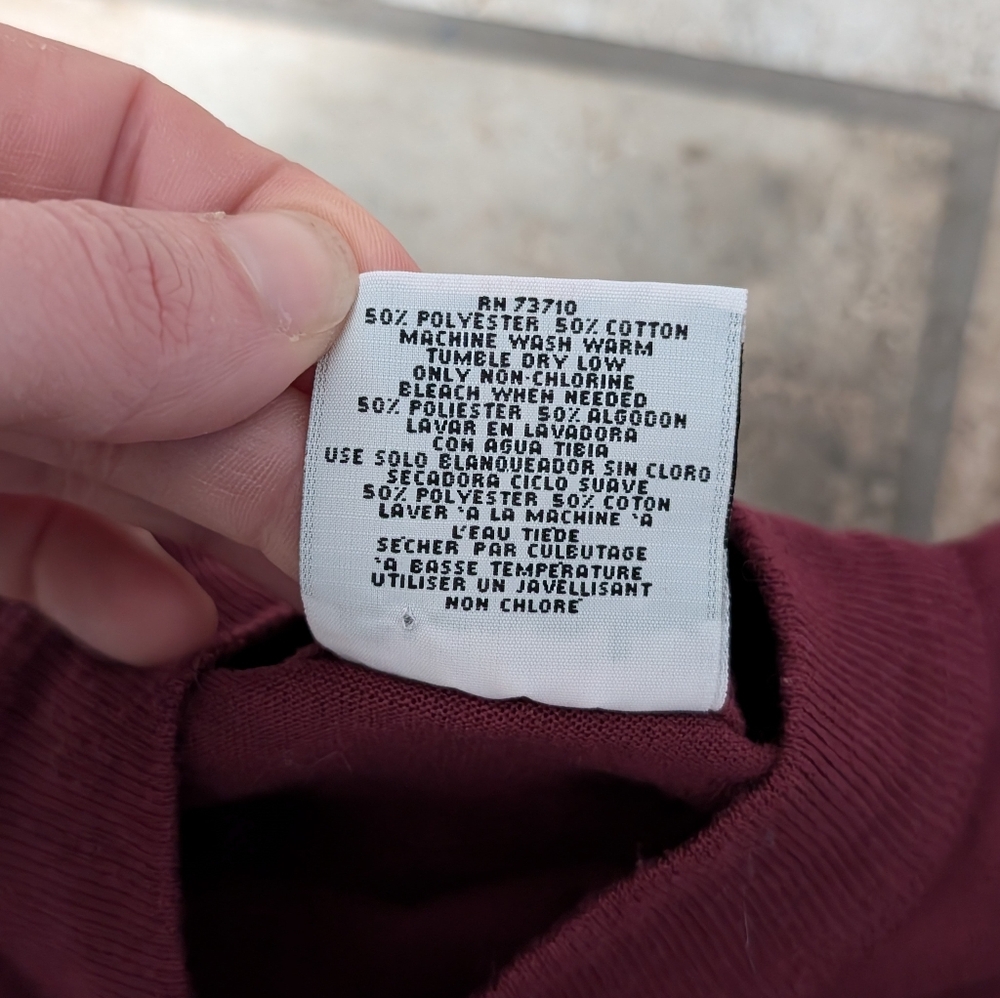 RN 73710
50% POLYESTER 50% COTTON
MACHINE WASH WARM
TUMBLE DRY LOW
ONLY NON-CHLORINE
BLEACH WHEN NEEDED
50% POLIESTER 50% ALGODON
LAVAR EN LAVADORA
CON AGUA TIBIA
USE SOLO BLANQUEADOR SIN CLORO
SECADORA CICLO SUAVE
50% POLYESTER 50% COTON
LAVER `A LA MACHINE `A
L'EAU TIEDE
SECHER PAR CULBUTAGE
`A BASSE TEMPERATURE
UTILISER UN JAVELLISANT
NON CHLORE´